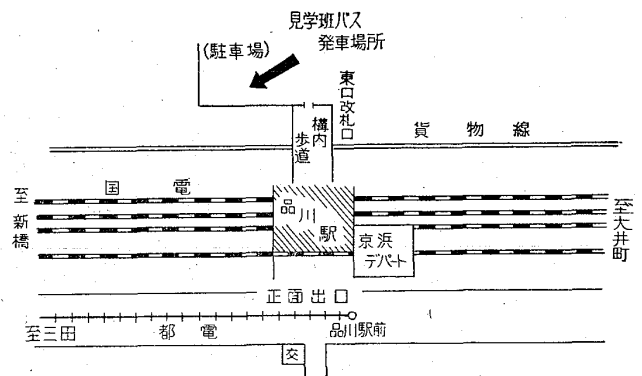 見学班バス
発車場所
(駐車場)
東口改札口
構内
歩道
貨物線
国電
至新橋
品川駅
至大井町
京浜
デパート
正面出口
至三田
都電
品川駅前
交